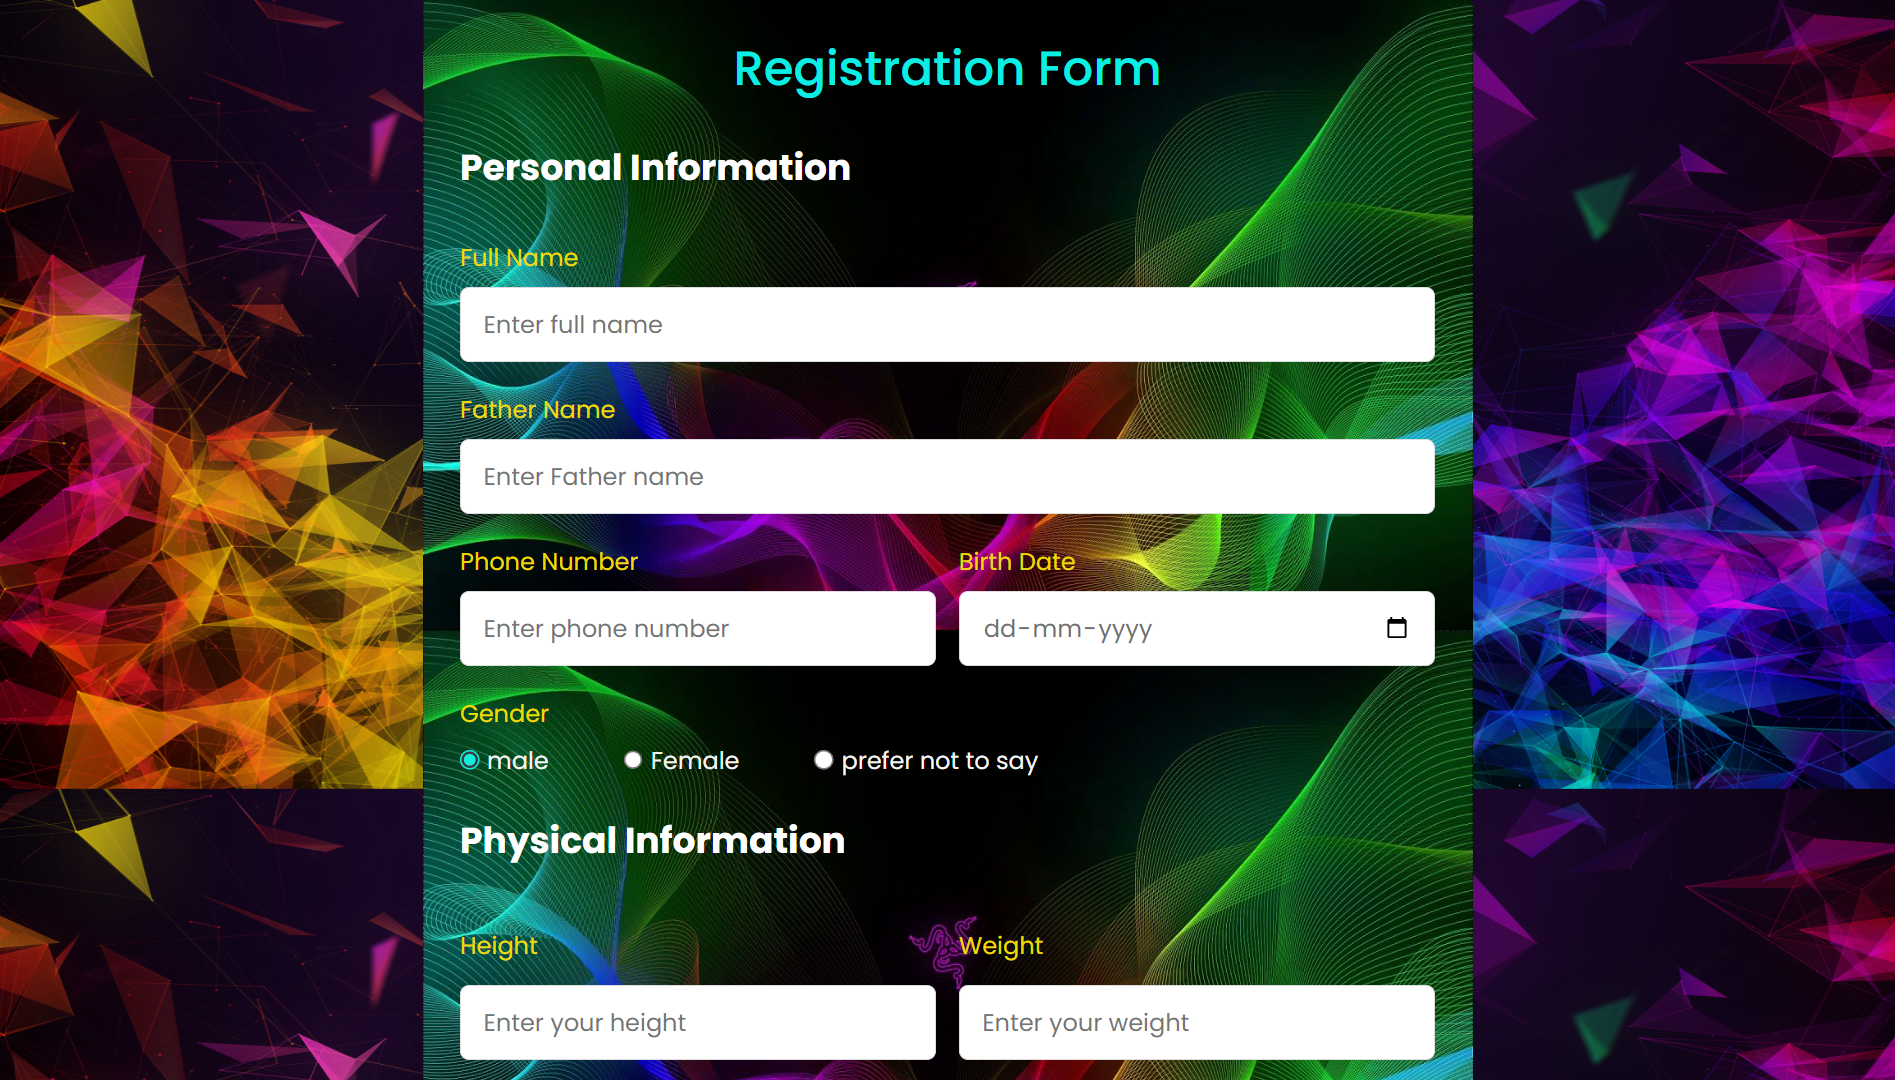 Registration Form
Personal Information
Full Name
Enter full name
Father Name
Enter Father name
Phone Number
Birth Date
Enter phone number
dd-mm-yyyy
Gender
male
Female
prefer not to say
Physical Information
Height
Weight
Enter your height
Enter your weight